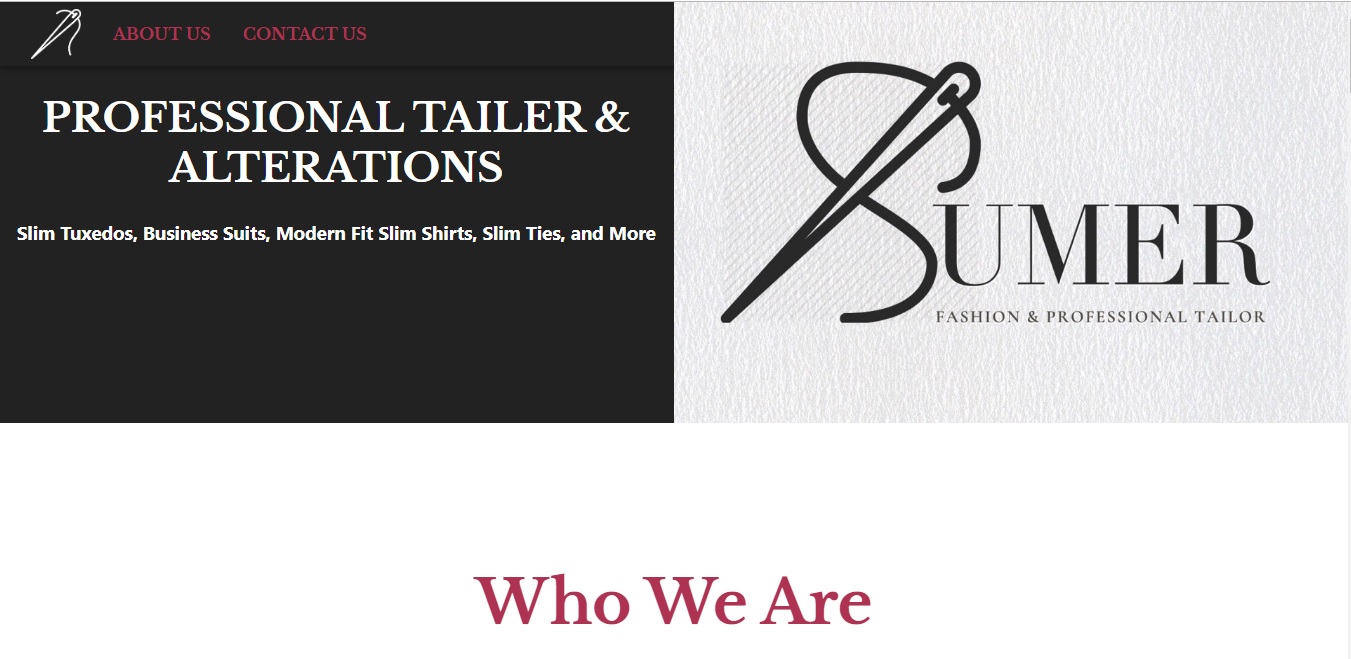 ABOUT US CONTACT US
PROFESSIONAL TAILER &
ALTERATIONS
Slim Tuxedos, Business Suits, Modern Fit Slim Shirts, Slim Ties, and More
SUMER
FASHION & PROFESSIONAL TAILOR
Who We Are